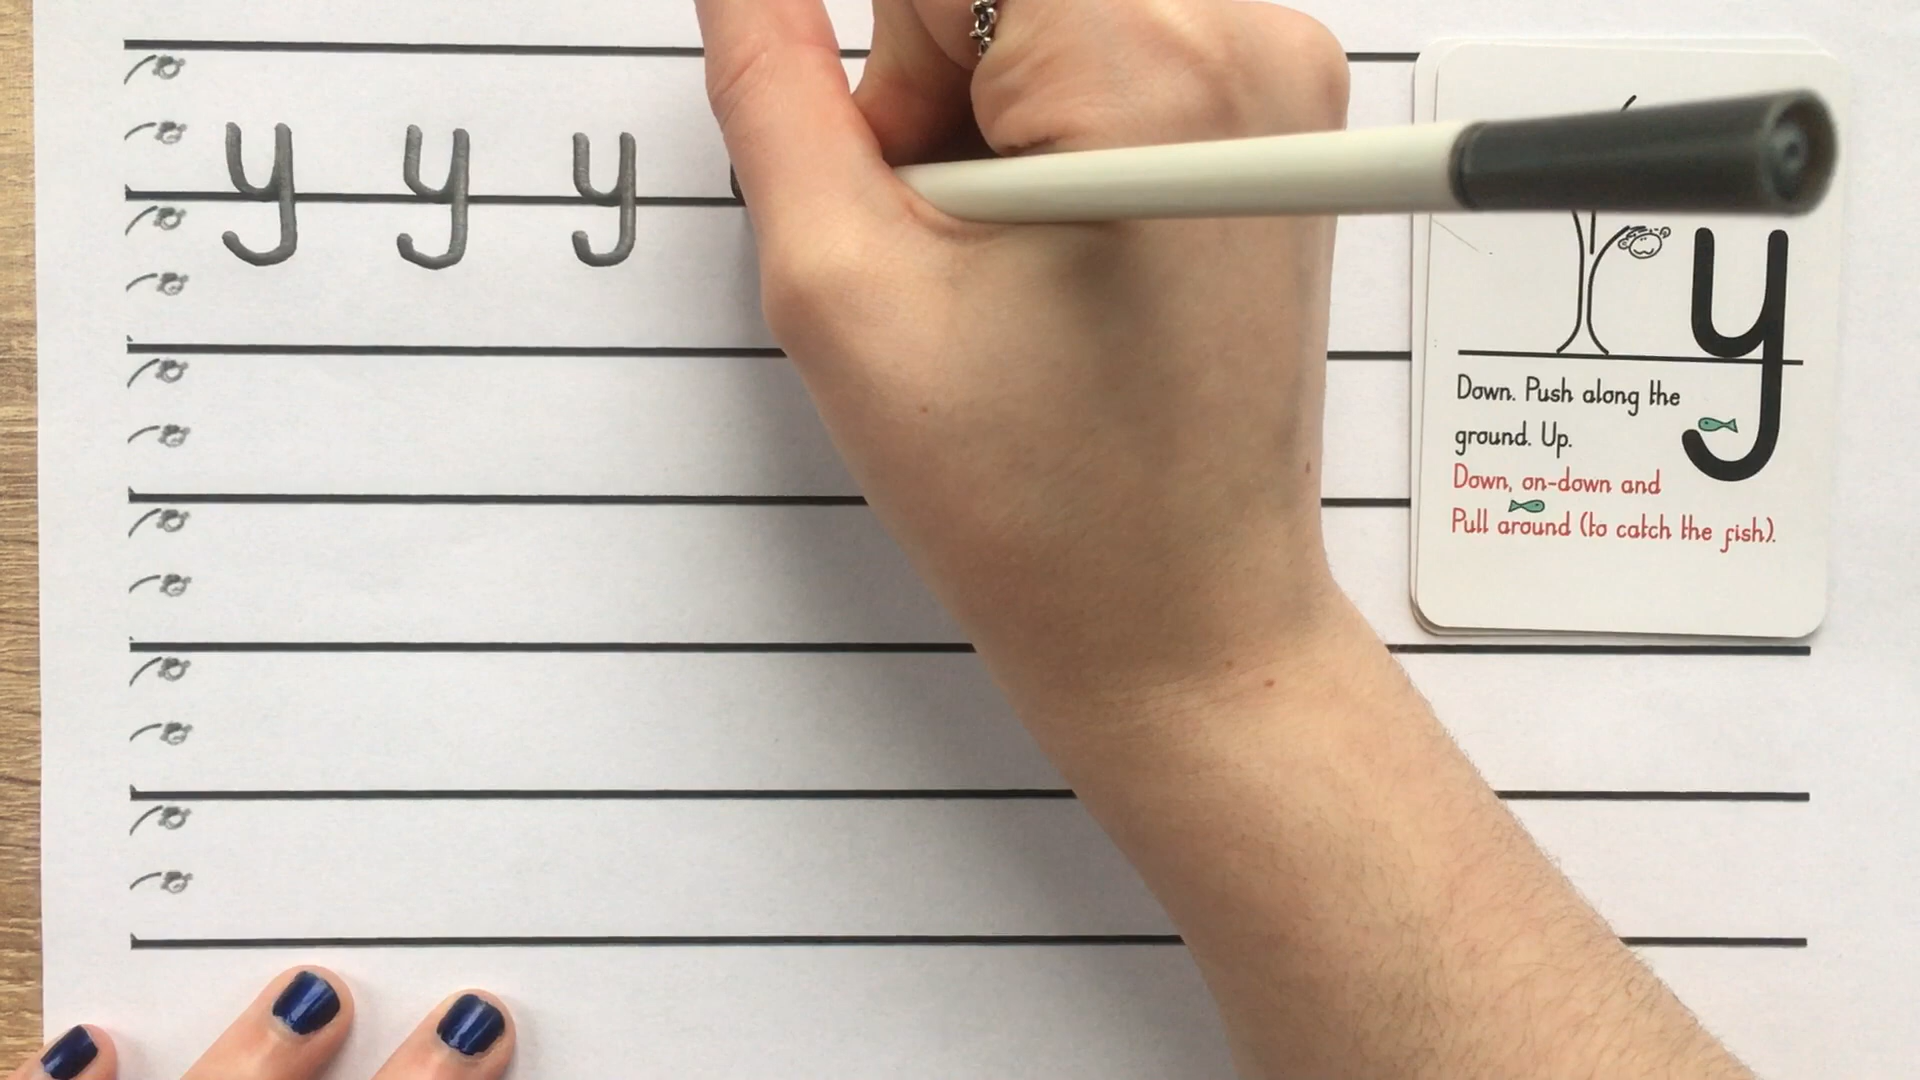 y y y
y
Down. Push along the
ground. Up.
Down, on-down and
Pull around (to catch the fish).